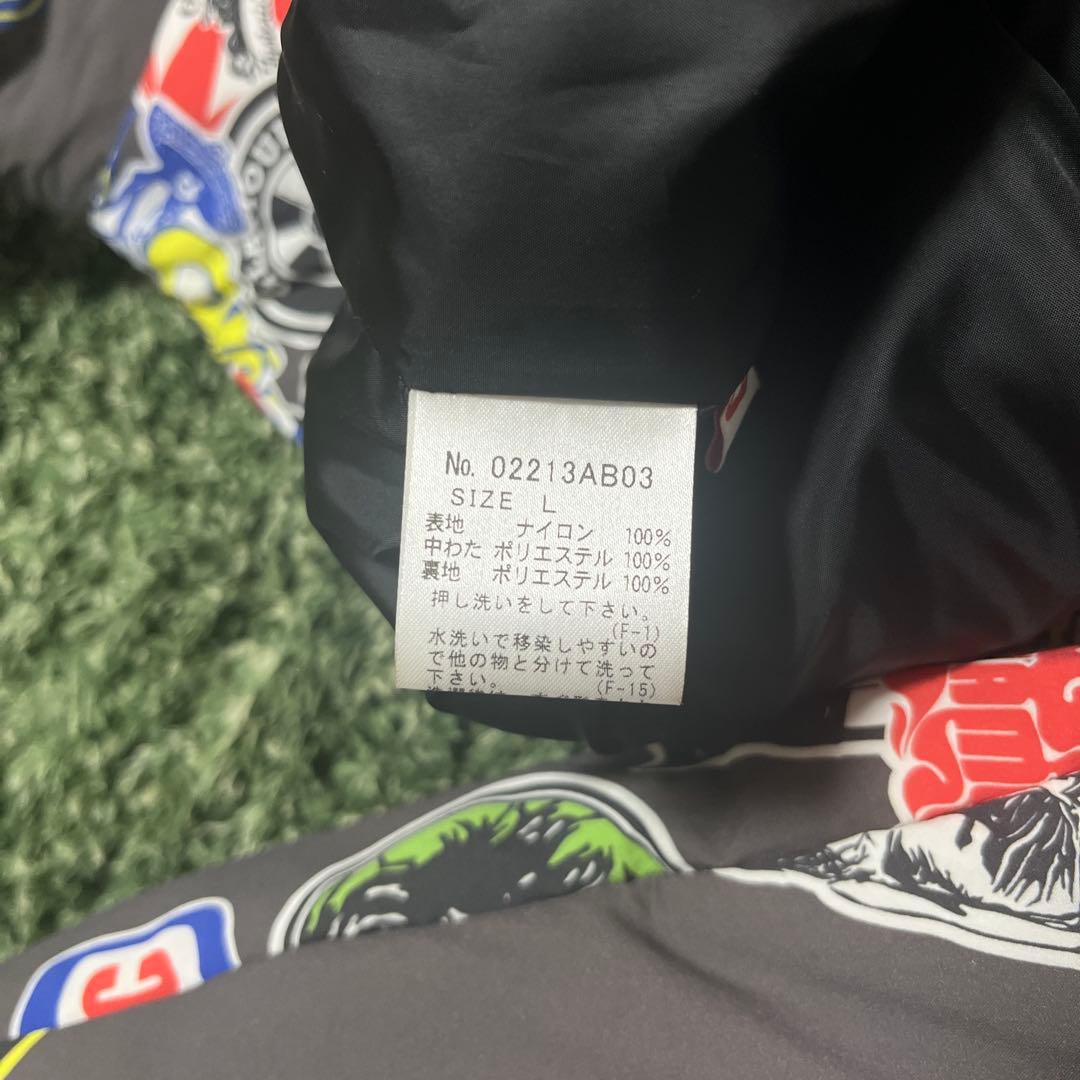 No. 02213AB03
SIZE L
表地 ナイロン 100%
中わた ポリエステル 100%
裏地 ポリエステル 100%
押し洗いをして下さい。
(F-1)
水洗いで移染しやすいの
で他の物と分けて洗って
下さい。 (F-15)
C